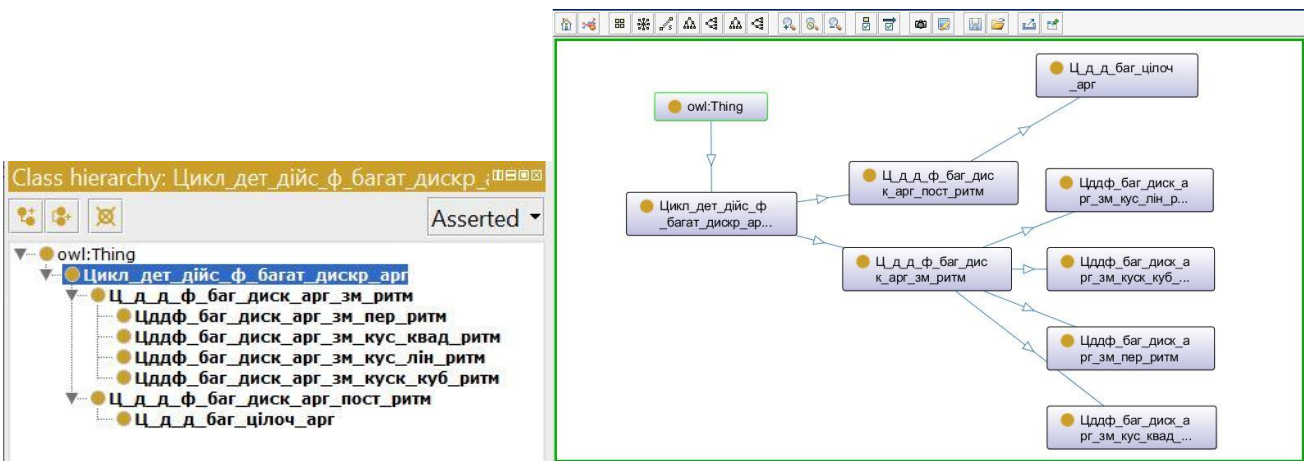 Class hierarchy: Цикл_дет_дійс_ф_багат_дискр_
Asserted
owl:Thing
Цикл_дет_дійс_ф_багат_дискр_арг
Ц_д_д_ф_баг_диск_арг_зм_ритм
Цддф_баг_диск_арг_зм_пер_ритм
Цддф_баг_диск_арг_зм_кус_квад_ритм
Цддф_баг_диск_арг_зм_кус_лін_ритм
Цддф_баг_диск_арг_зм_куск_куб_ритм
Ц_д_д_ф_баг_диск_арг_пост_ритм
Ц_д_д_баг_цілоч_арг
owl:Thing
Цикл_дет_дійс_ф
_багат_дискр_ар...
Ц_д_д_ф_баг_дис
к_арг_пост_ритм
Ц_д_д_ф_баг_дис
к_арг_зм_ритм
Ц_д_д_баг_цілоч
_арг
Цддф_баг_диск_а
рг_зм_кус_лін_р...
Цддф_баг_диск_а
рг_зм_куск_куб_...
Цддф_баг_диск_а
рг_зм_пер_ритм
Цддф_баг_диск_а
рг_зм_кус_квад_...